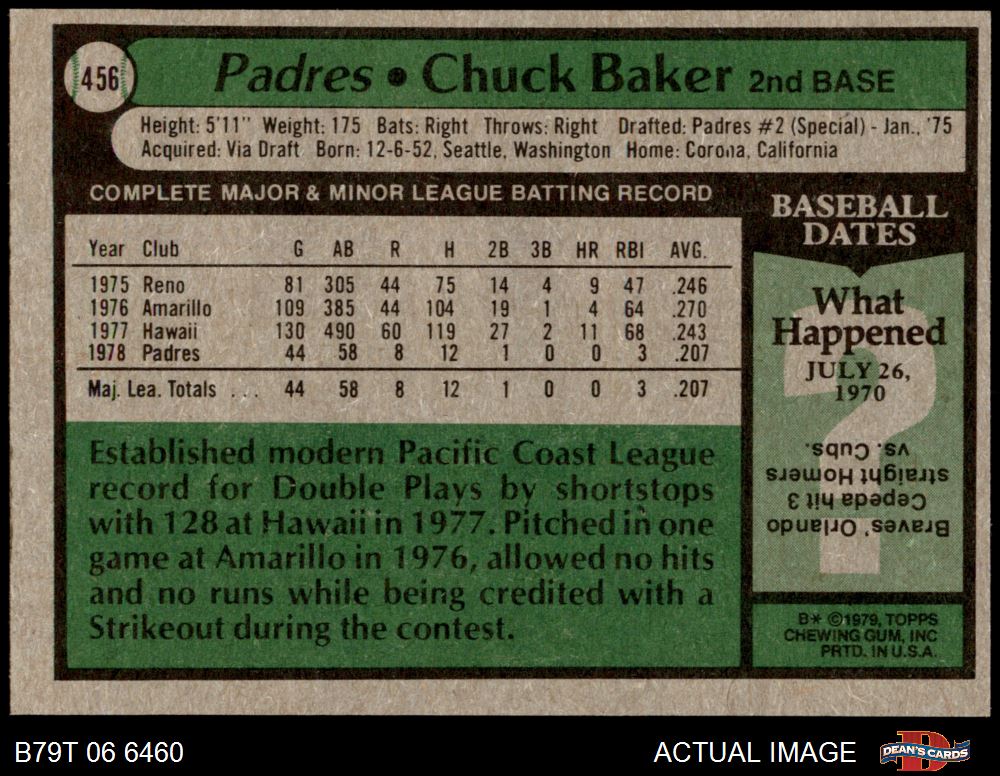 456
Padres • Chuck Baker 2nd BASE
Height: 5'11" Weight: 175 Bats: Right Throws: Right Drafted: Padres #2 (Special) - Jan., '75
Acquired: Via Draft Born: 12-6-52, Seattle, Washington Home: Corona, California
COMPLETE MAJOR & MINOR LEAGUE BATTING RECORD
Year Club G AB R H 2B 3B HR RBI AVG.
1975 Reno 81 305 44 75 14 4 9 47 .246
1976 Amarillo 109 385 44 104 19 1 4 64 .270
1977 Hawaii 130 490 60 119 27 2 11 68 .243
1978 Padres 44 58 8 12 1 0 0 3 .207
Maj. Lea. Totals . . . 44 58 8 12 1 0 0 3 .207
Established modern Pacific Coast League
record for Double Plays by shortstops
with 128 at Hawaii in 1977. Pitched in one
game at Amarillo in 1976, allowed no hits
and no runs while being credited with a
Strikeout during the contest.
BASEBALL
DATES
What
Happened
JULY 26,
1970
?
Braves' Orlando
Cepeda hit 3
straight Homers
vs. Cubs.
B* ©1979, TOPPS
CHEWING GUM, INC
PRTD. IN U.S.A.
B79T 06 6460
ACTUAL IMAGE
D
DEAN'S CARDS